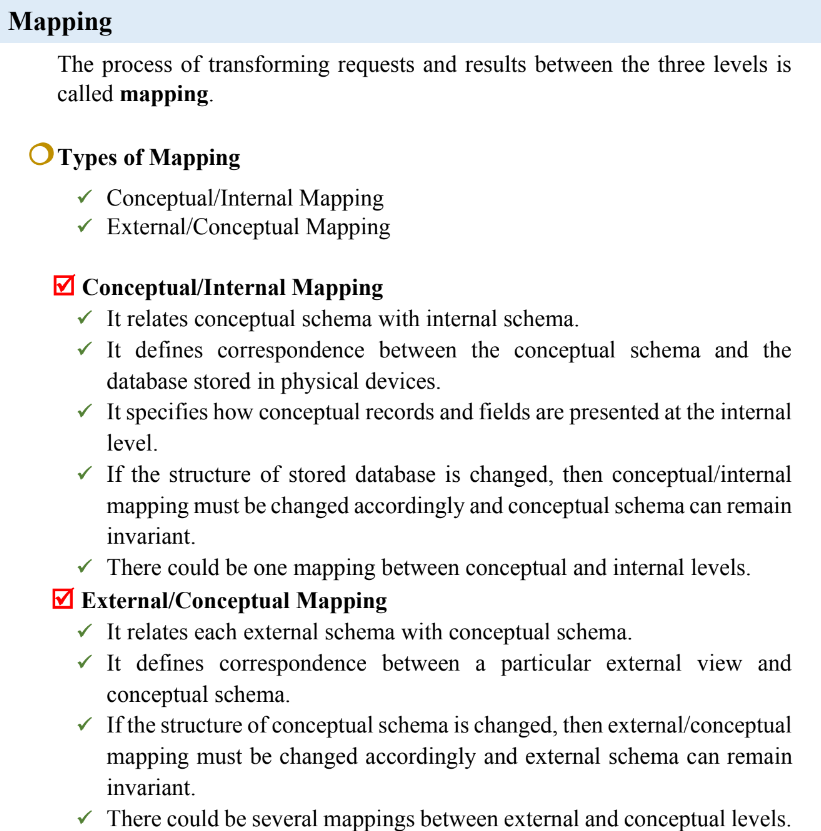 Mapping
The process of transforming requests and results between the three levels is
called mapping.
Types of Mapping
Conceptual/Internal Mapping
External/Conceptual Mapping
Conceptual/Internal Mapping
It relates conceptual schema with internal schema.
It defines correspondence between the conceptual schema and the
database stored in physical devices.
It specifies how conceptual records and fields are presented at the internal
level.
If the structure of stored database is changed, then conceptual/internal
mapping must be changed accordingly and conceptual schema can remain
invariant.
There could be one mapping between conceptual and internal levels.
External/Conceptual Mapping
It relates each external schema with conceptual schema.
It defines correspondence between a particular external view and
conceptual schema.
If the structure of conceptual schema is changed, then external/conceptual
mapping must be changed accordingly and external schema can remain
invariant.
There could be several mappings between external and conceptual levels.